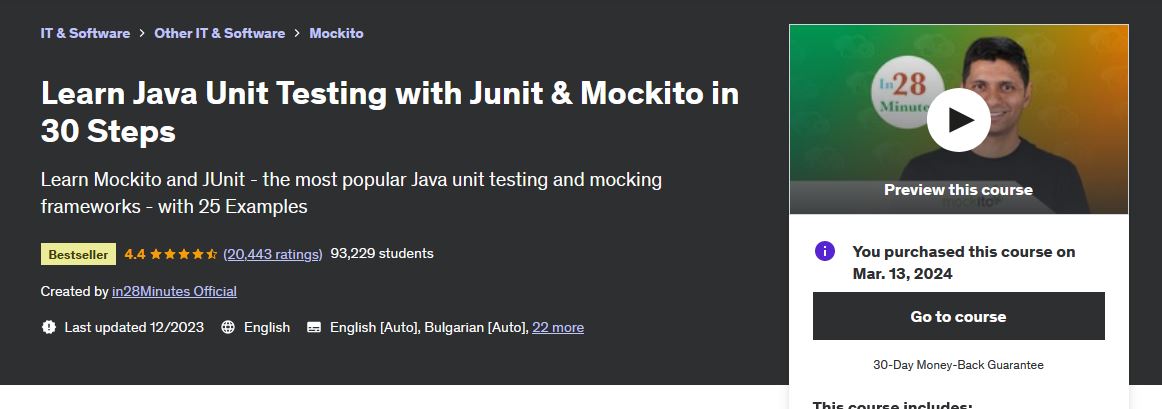 IT & Software > Other IT & Software > Mockito
Learn Java Unit Testing with Junit & Mockito in
30 Steps
Learn Mockito and JUnit - the most popular Java unit testing and mocking
frameworks - with 25 Examples
Bestseller 4.4 (20,443 ratings) 93,229 students
Created by in28Minutes Official
Last updated 12/2023 English English [Auto], Bulgarian [Auto], 22 more
In28
Minute
Preview this course
mockito
You purchased this course on
Mar. 13, 2024
Go to course
30-Day Money-Back Guarantee
This course includes: